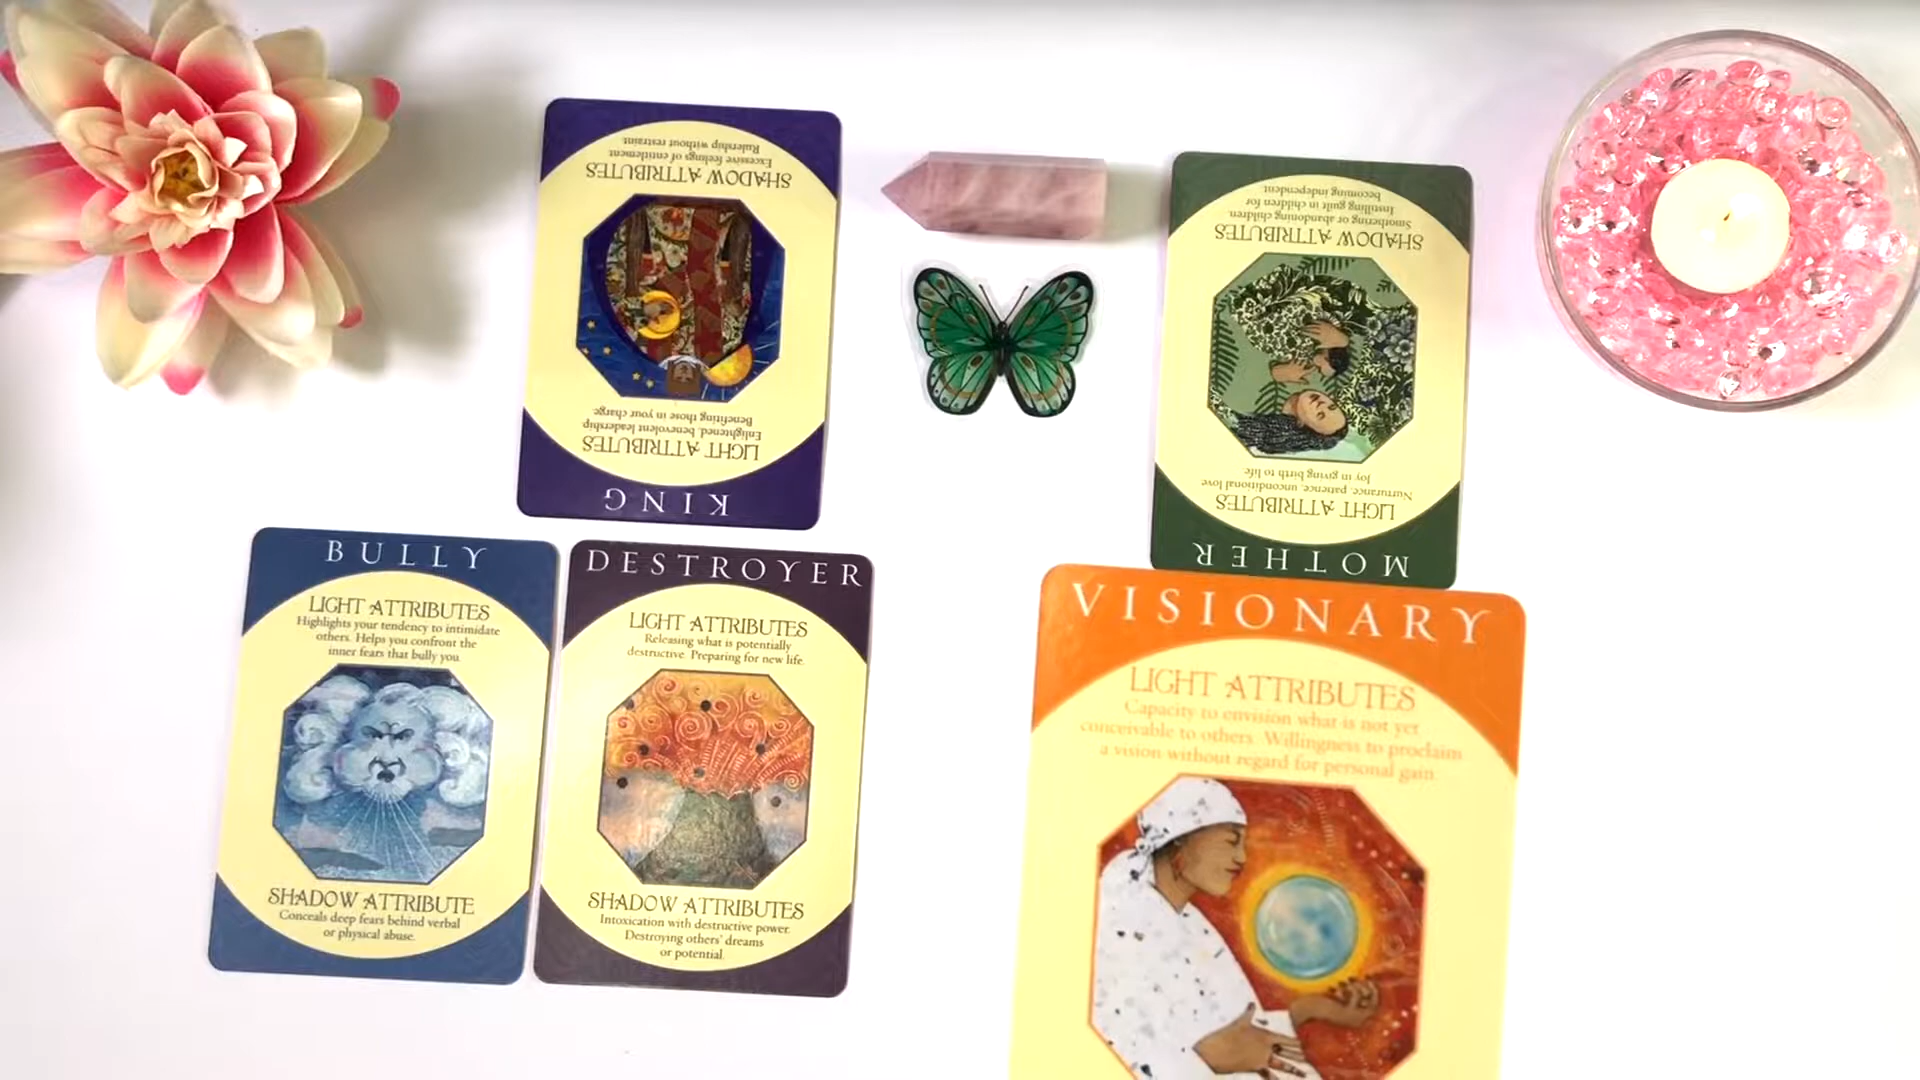 KING
LIGHT ATTRIBUTES
Enlightened, benevolent leadership
Benefiting those in your charge
SHADOW ATTRIBUTES
Excessive feelings of entitlement
Rulership without restraint
MOTHER
LIGHT ATTRIBUTES
Nurturance, patience, unconditional love
Joy in giving birth to life
SHADOW ATTRIBUTES
Smothering or abandoning children.
Instilling guilt in children for
becoming independent
BULLY
LIGHT ATTRIBUTES
Highlights your tendency to intimidate
others. Helps you confront the
inner fears that bully you
SHADOW ATTRIBUTE
Conceals deep fears behind verbal
or physical abuse.
DESTROYER
LIGHT ATTRIBUTES
Releasing what is potentially
destructive. Preparing for new life.
SHADOW ATTRIBUTES
Intoxication with destructive power.
Destroying others' dreams
or potential.
VISIONARY
LIGHT ATTRIBUTES
Capacity to envision what is not yet
conceivable to others. Willingness to proclaim
a vision without regard for personal gain